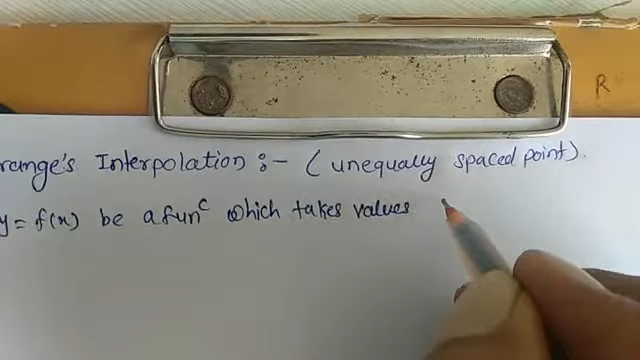 range's Interpolation :- (unequally spaced point).
y = f(x) be a funᶜ which takes values
R